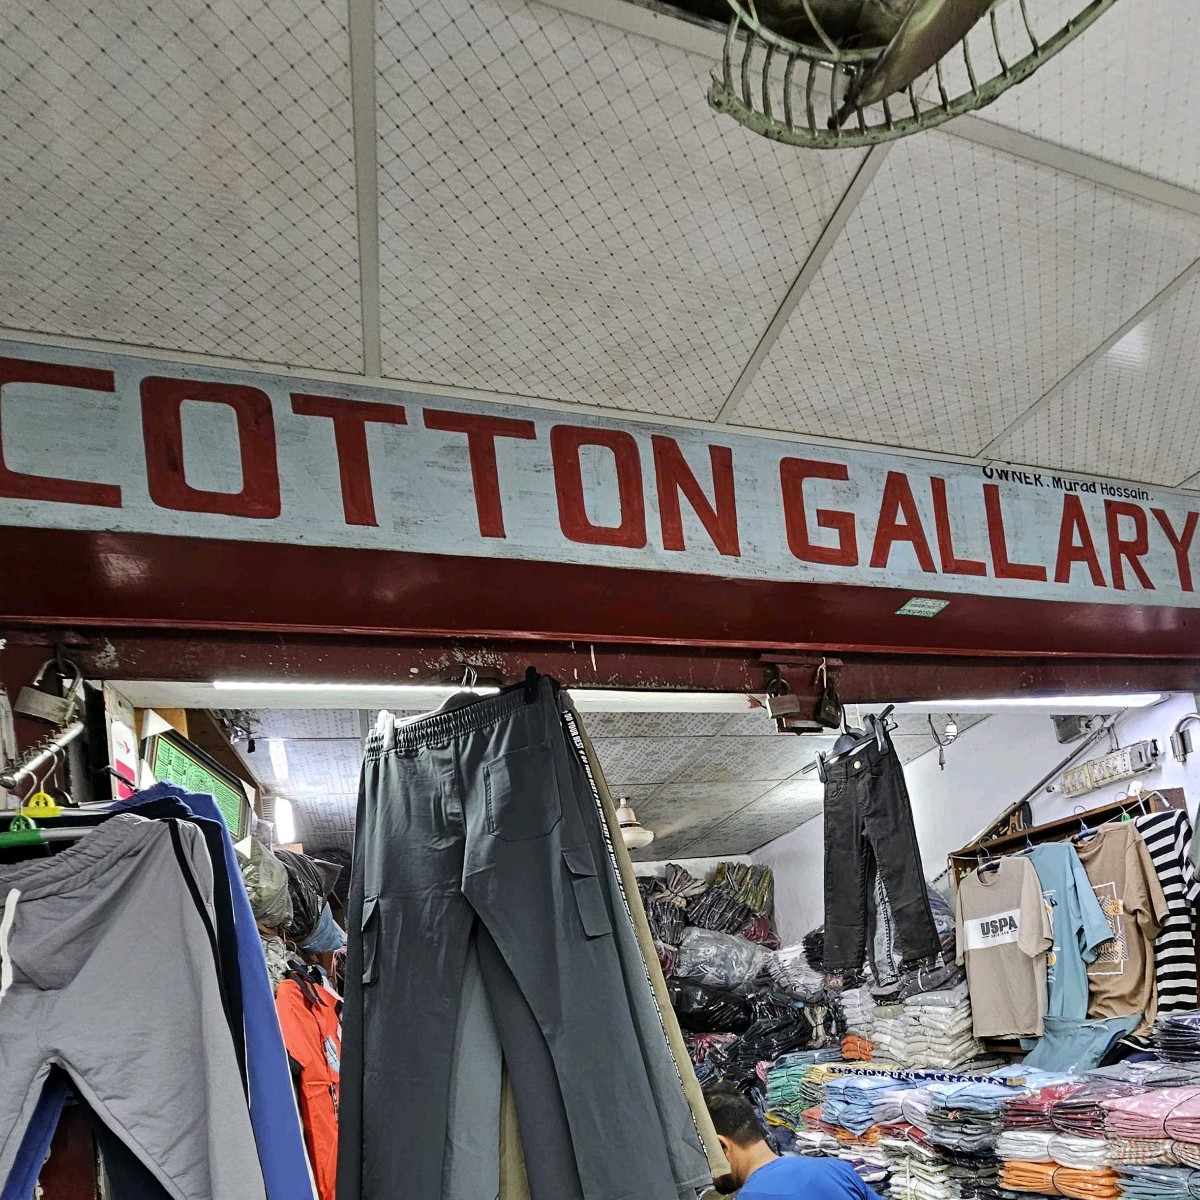 OWNER. Murad Hossain.
COTTON GALLARY
USPA